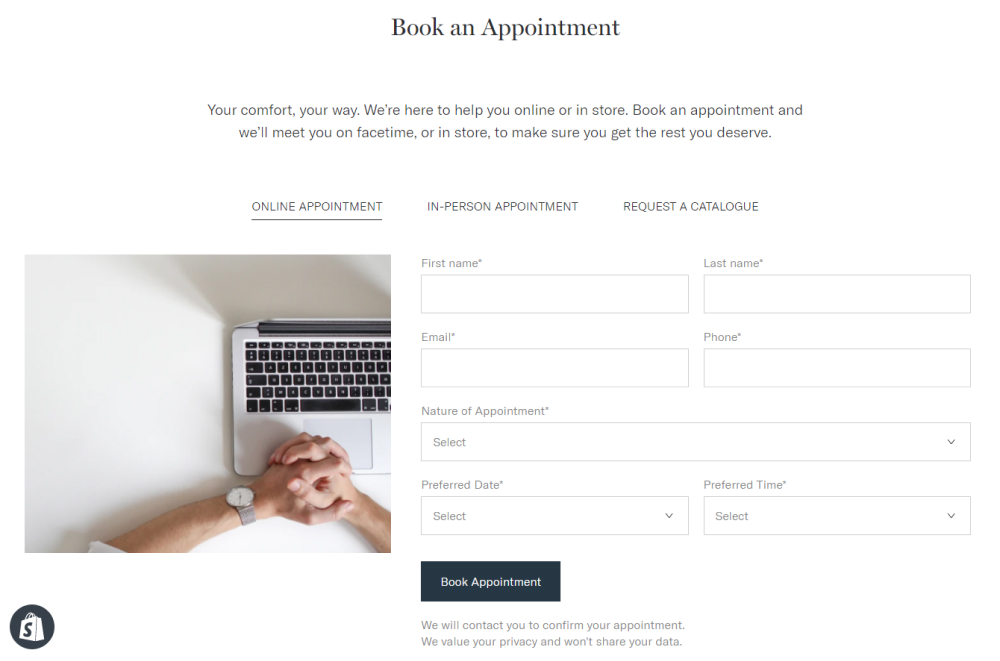 Book an Appointment
Your comfort, your way. We're here to help you online or in store. Book an appointment and
we'll meet you on facetime, or in store, to make sure you get the rest you deserve.
ONLINE APPOINTMENT IN-PERSON APPOINTMENT REQUEST A CATALOGUE
First name* Last name*
Email* Phone*
Nature of Appointment*
Select
Preferred Date* Preferred Time*
Select Select
Book Appointment
We will contact you to confirm your appointment.
We value your privacy and won't share your data.